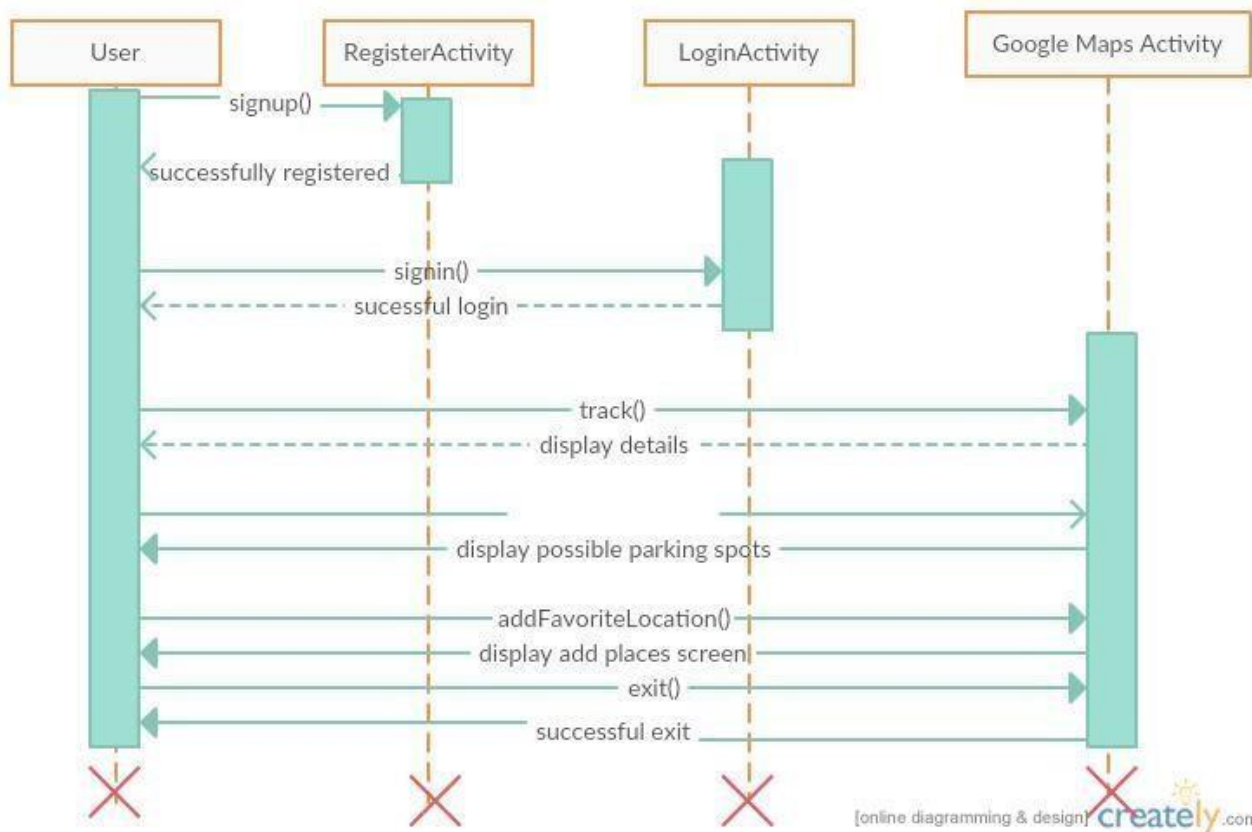 User
RegisterActivity
LoginActivity
Google Maps Activity
signup()
successfully registered
signin()
sucessful login
track()
display details
display possible parking spots
addFavoriteLocation()
display add places screen
exit()
successful exit
[online diagramming & design] creately.com